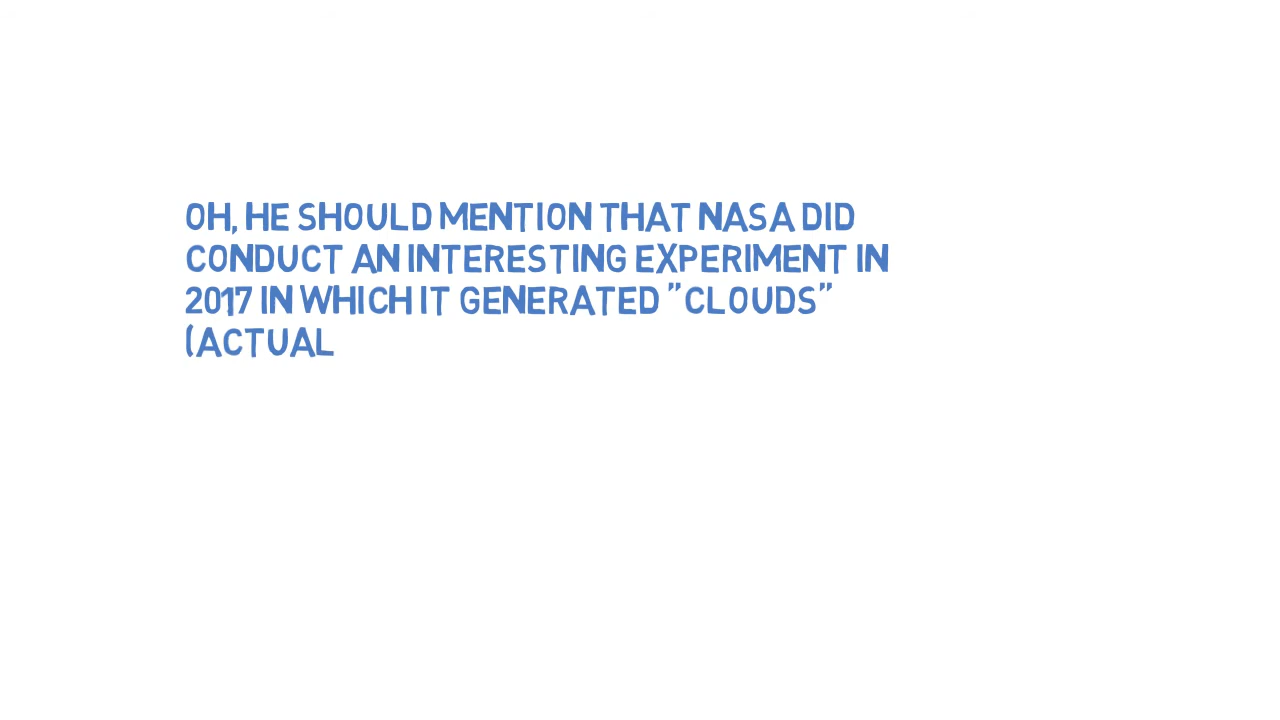 OH, HE SHOULD MENTION THAT NASA DID
CONDUCT AN INTERESTING EXPERIMENT IN
2017 IN WHICH IT GENERATED "CLOUDS"
(ACTUAL